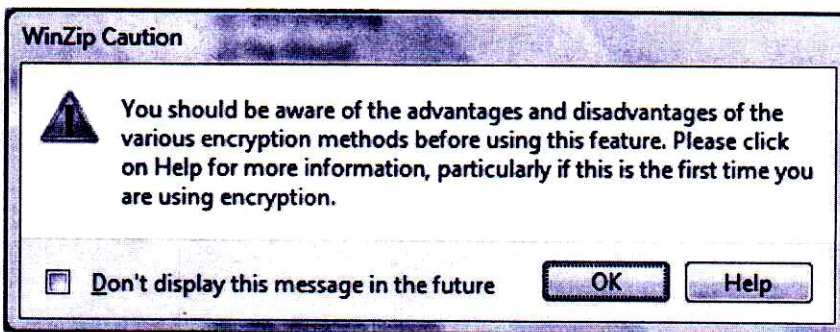 WinZip Caution
You should be aware of the advantages and disadvantages of the
various encryption methods before using this feature. Please click
on Help for more information, particularly if this is the first time you
are using encryption.
Don't display this message in the future
OK
Help